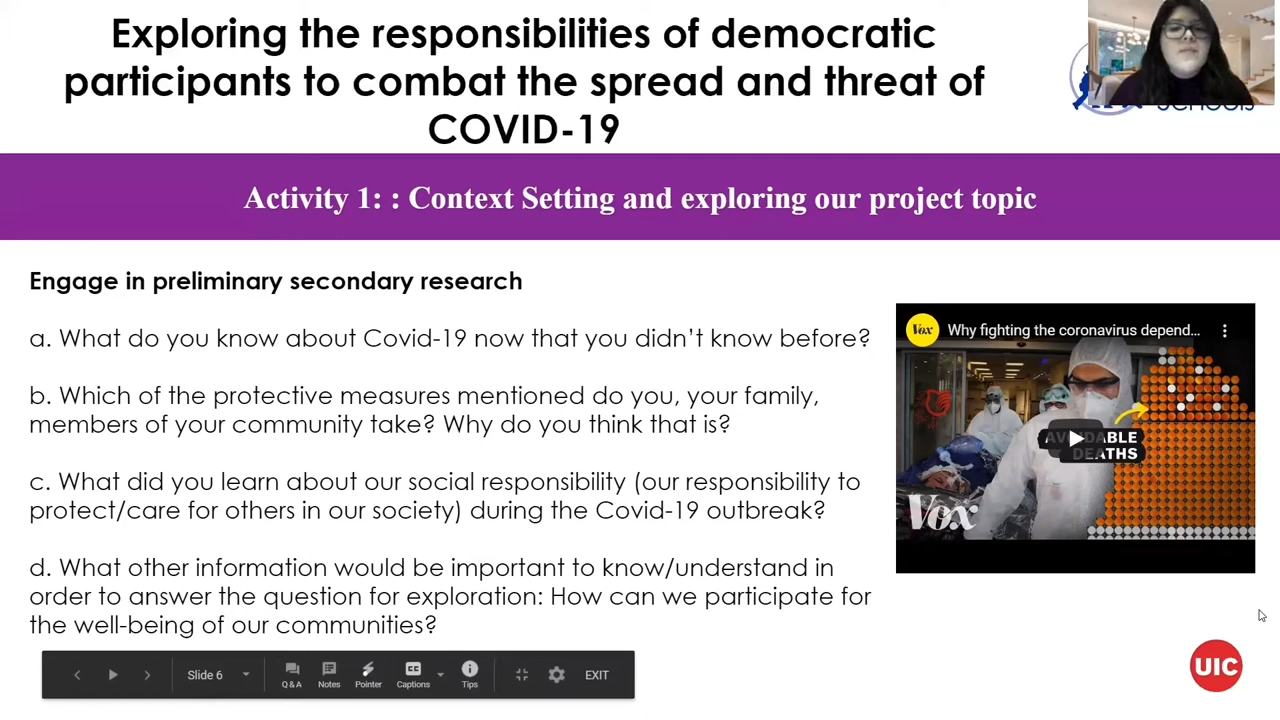 Exploring the responsibilities of democratic
participants to combat the spread and threat of
COVID-19
Activity 1: : Context Setting and exploring our project topic
Engage in preliminary secondary research
a. What do you know about Covid-19 now that you didn’t know before?
b. Which of the protective measures mentioned do you, your family,
members of your community take? Why do you think that is?
c. What did you learn about our social responsibility (our responsibility to
protect/care for others in our society) during the Covid-19 outbreak?
d. What other information would be important to know/understand in
order to answer the question for exploration: How can we participate for
the well-being of our communities?
Vox
Why fighting the coronavirus depend...
AVOIDABLE
DEATHS
Vox
UIC
Slide 6
Q & A
Notes
Pointer
CC
Captions
Tips
EXIT